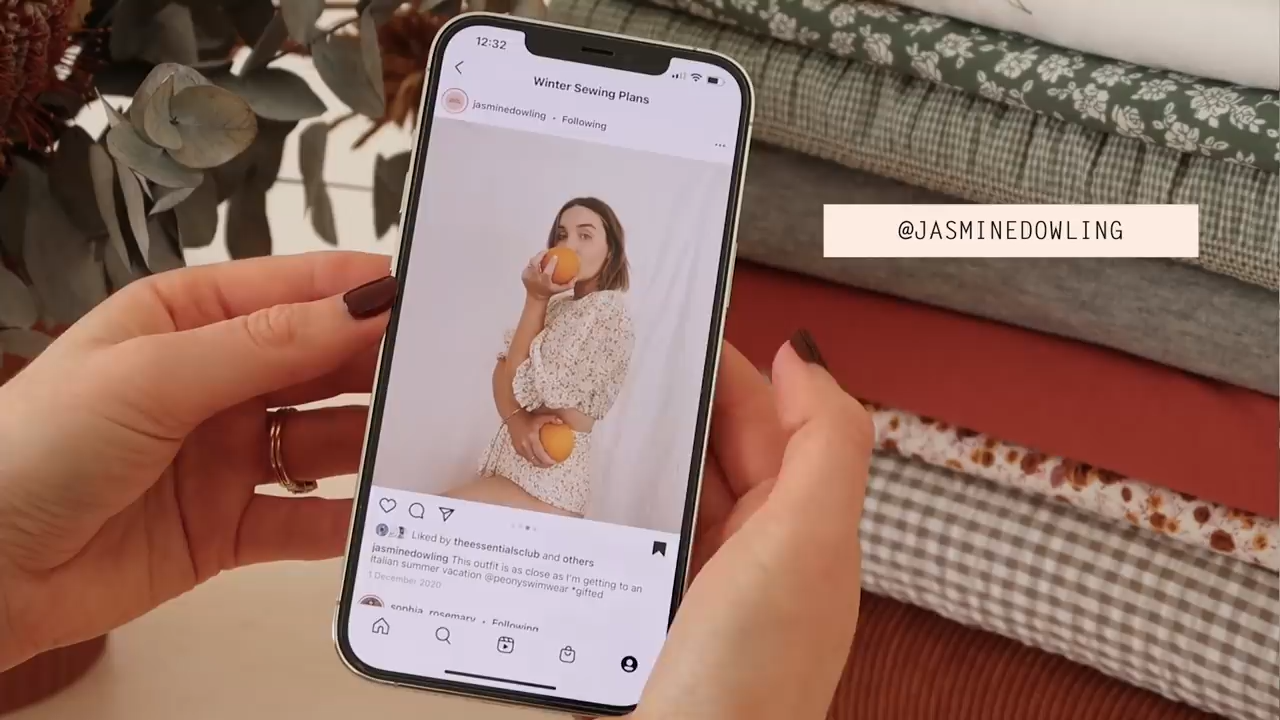 12:32
Winter Sewing Plans
jasminedowling • Following
@JASMINEDOWLING
Liked by theessentialsclub and others
jasminedowling This outfit is as close as I'm getting to an
Italian summer vacation @peonyswimwear *gifted
1 December 2020
sophia_rosemary • Following